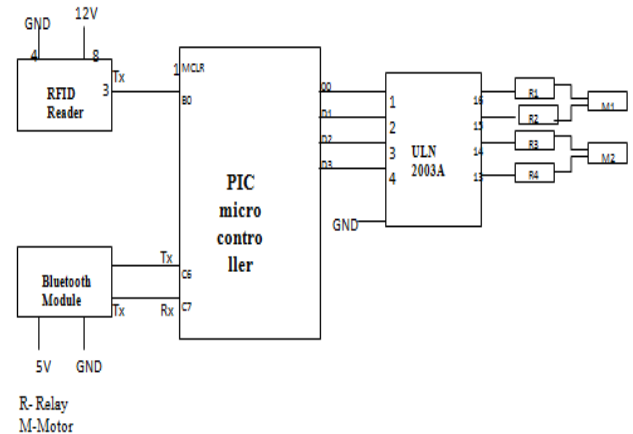 GND 12V
4 8
RFID
Reader
Tx
3
1 MCLR
B0
PIC
micro
contro
ller
D0
D1
D2
D3
1
2
3
4
ULN
2003A
16
15
14
13
R1
R2
R3
R4
M1
M2
GND
Bluetooth
Module
Tx
Tx Rx
C6
C7
5V GND
R- Relay
M-Motor